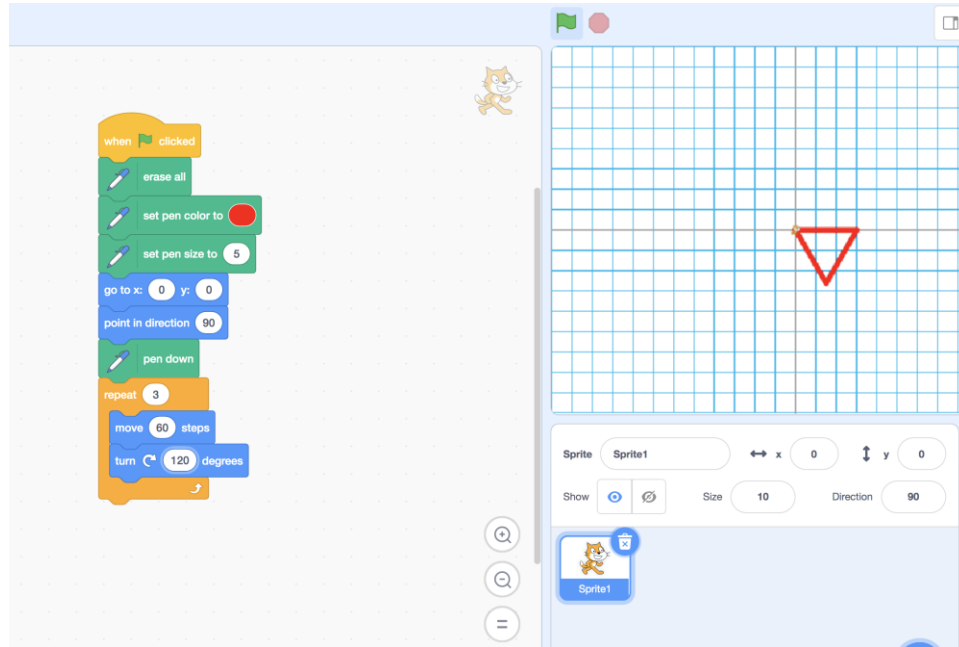 when clicked
erase all
set pen color to
set pen size to 5
go to x: 0 y: 0
point in direction 90
pen down
repeat 3
move 60 steps
turn 120 degrees
Sprite Sprite1 x 0 y 0
Show Size 10 Direction 90
Sprite1